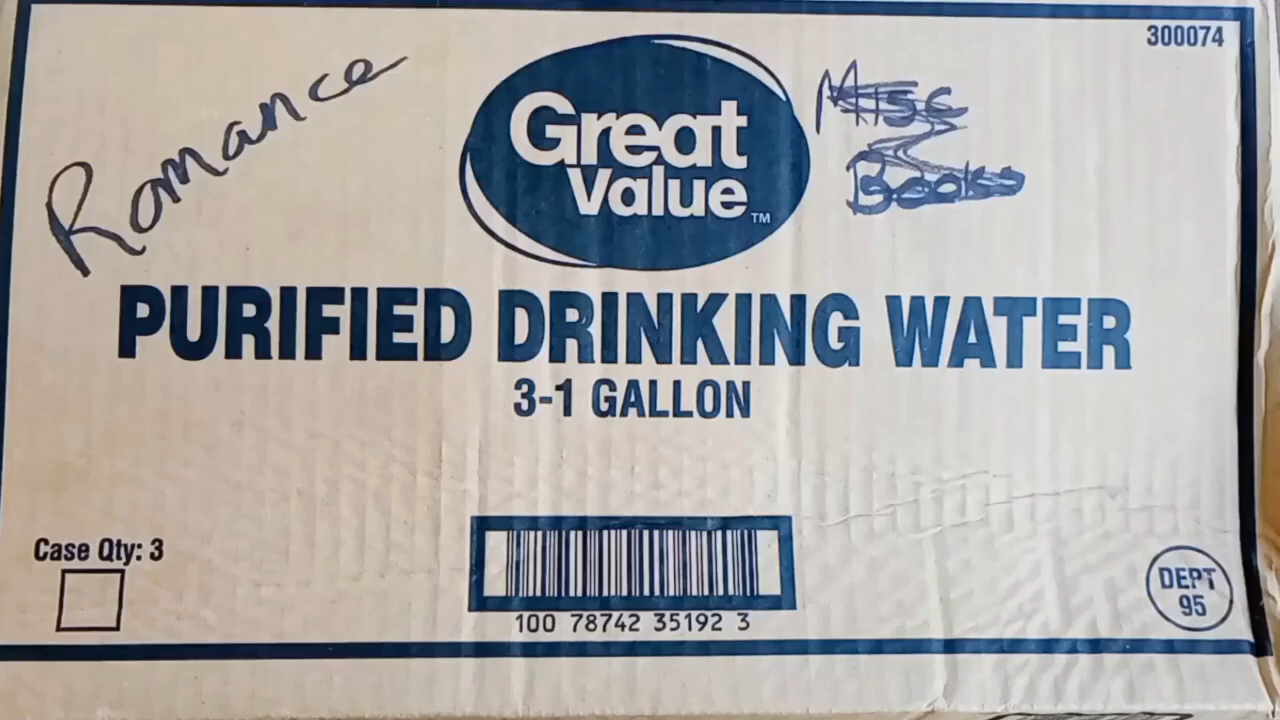 300074
Romance
Great
Value™
Misc
Books
PURIFIED DRINKING WATER
3-1 GALLON
Case Qty: 3
100 78742 35192 3
DEPT
95